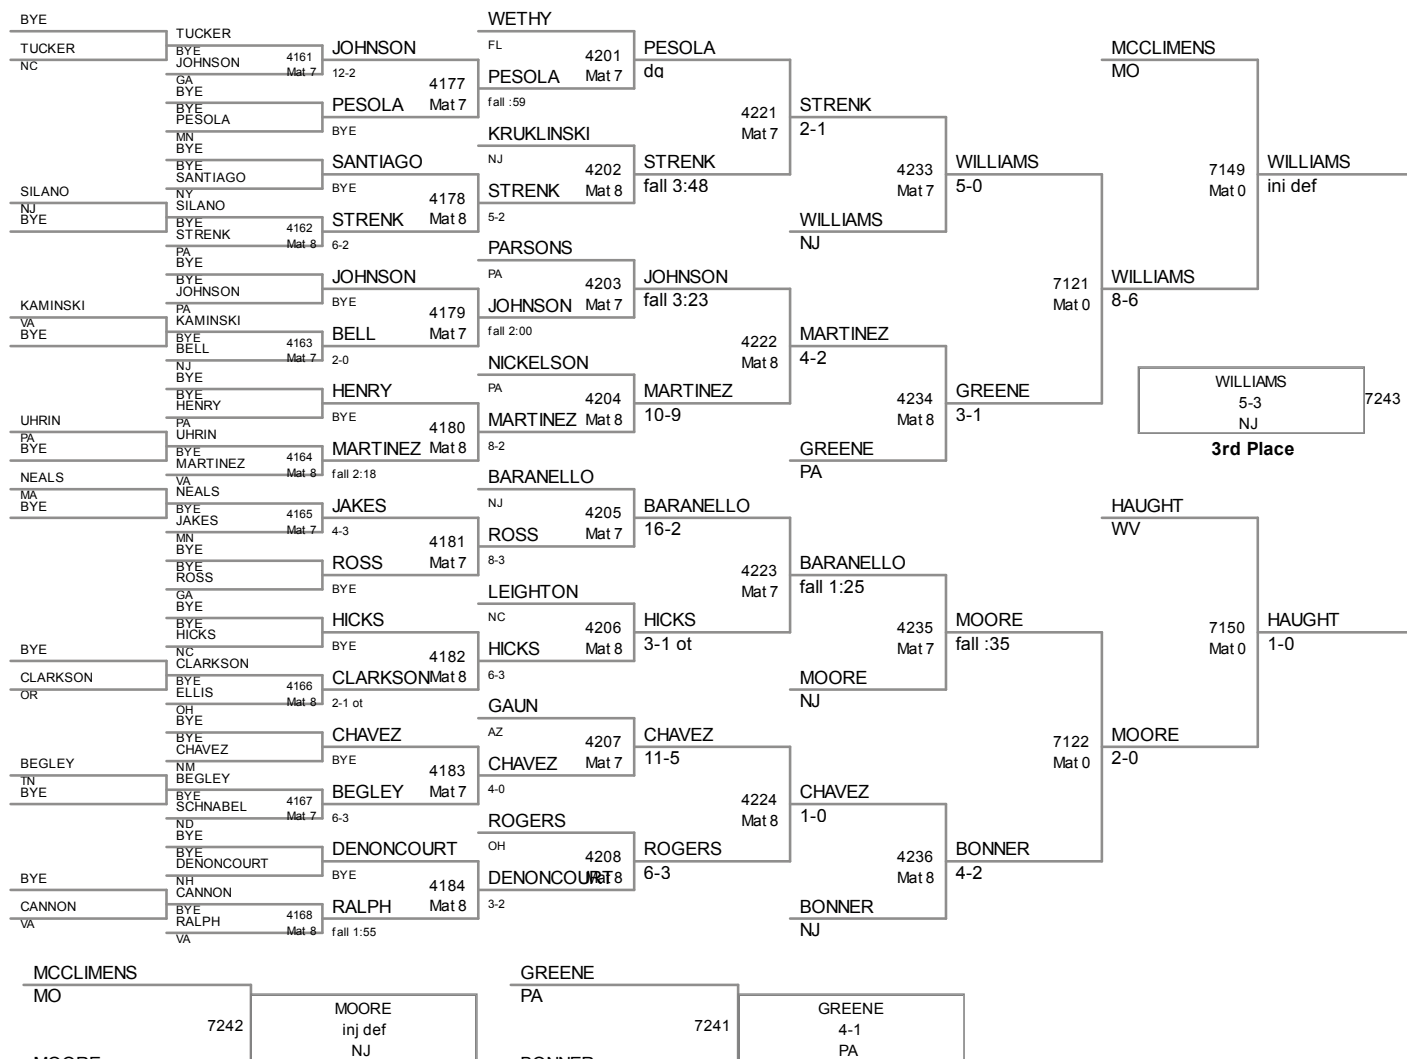 BYE
TUCKER
NC
SILANO
NJ
BYE
KAMINSKI
VA
BYE
UHRIN
PA
BYE
NEALS
MA
BYE
BYE
CLARKSON
OR
BEGLEY
TN
BYE
BYE
CANNON
VA
TUCKER
BYE
JOHNSON
4161
Mat 7
GA
BYE
BYE
PESOLA
MN
BYE
BYE
SANTIAGO
NY
SILANO
BYE
STRENK
4162
Mat 8
PA
BYE
BYE
JOHNSON
PA
KAMINSKI
BYE
BELL
4163
Mat 7
NJ
BYE
BYE
HENRY
PA
UHRIN
BYE
MARTINEZ
4164
Mat 8
VA
NEALS
BYE
JAKES
4165
Mat 7
MN
BYE
BYE
ROSS
GA
BYE
BYE
HICKS
NC
CLARKSON
BYE
ELLIS
4166
Mat 8
OH
BYE
BYE
CHAVEZ
NM
BEGLEY
BYE
SCHNABEL
4167
Mat 7
ND
BYE
BYE
DENONCOURT
NH
CANNON
BYE
RALPH
4168
Mat 8
VA
JOHNSON
12-2
4177
Mat 7
PESOLA
BYE
SANTIAGO
BYE
4178
Mat 8
STRENK
6-2
JOHNSON
BYE
4179
Mat 7
BELL
2-0
HENRY
BYE
4180
Mat 8
MARTINEZ
fall 2:18
JAKES
4-3
4181
Mat 7
ROSS
BYE
HICKS
BYE
4182
Mat 8
CLARKSON
2-1 ot
CHAVEZ
BYE
4183
Mat 7
BEGLEY
6-3
DENONCOURT
BYE
4184
Mat 8
RALPH
fall 1:55
WETHY
FL
4201
Mat 7
PESOLA
fall :59
KRUKLINSKI
NJ
4202
Mat 8
STRENK
5-2
PARSONS
PA
4203
Mat 7
JOHNSON
fall 2:00
NICKELSON
PA
4204
Mat 8
MARTINEZ
8-2
BARANELLO
NJ
4205
Mat 7
ROSS
8-3
LEIGHTON
NC
4206
Mat 8
HICKS
6-3
GAUN
AZ
4207
Mat 7
CHAVEZ
4-0
ROGERS
OH
4208
Mat 8
DENONCOURT
3-2
PESOLA
dq
4221
Mat 7
STRENK
fall 3:48
JOHNSON
fall 3:23
4222
Mat 8
MARTINEZ
10-9
BARANELLO
16-2
4223
Mat 7
HICKS
3-1 ot
CHAVEZ
11-5
4224
Mat 8
ROGERS
6-3
STRENK
2-1
4233
Mat 7
WILLIAMS
NJ
MARTINEZ
4-2
4234
Mat 8
GREENE
PA
BARANELLO
fall 1:25
4235
Mat 7
MOORE
NJ
CHAVEZ
1-0
4236
Mat 8
BONNER
NJ
WILLIAMS
5-0
7121
Mat 0
GREENE
3-1
MOORE
fall :35
7122
Mat 0
BONNER
4-2
MCCLIMENS
MO
7149
Mat 0
WILLIAMS
8-6
WILLIAMS
5-3
NJ
7243
3rd Place
HAUGHT
WV
7150
Mat 0
MOORE
2-0
WILLIAMS
inj def
HAUGHT
1-0
MCCLIMENS
MO
7242
MOORE
MOORE
inj def
NJ
GREENE
PA
7241
BONNER
GREENE
4-1
PA